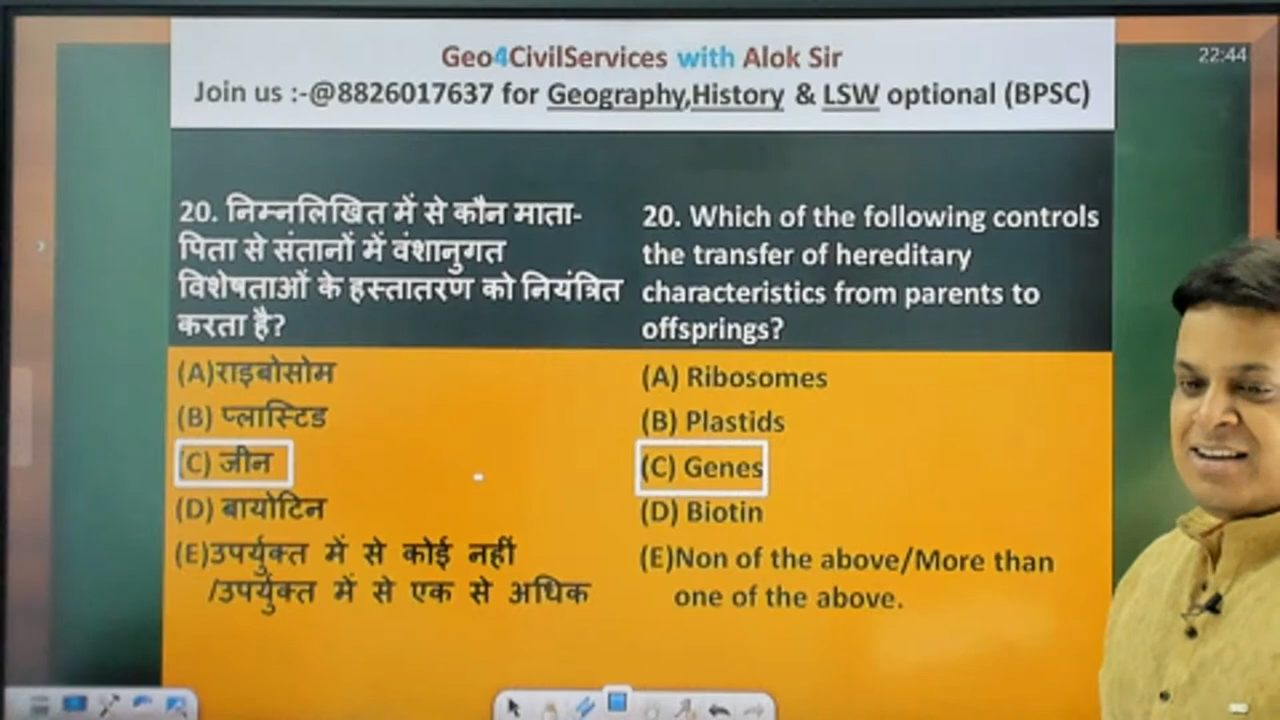 Geo4CivilServices with Alok Sir
Join us :-@8826017637 for Geography,History & LSW optional (BPSC)
22:44
20. निम्नलिखित में से कौन माता-
पिता से संतानों में वंशानुगत
विशेषताओं के हस्तातरण को नियंत्रित
करता है?
(A)राइबोसोम
(B) प्लास्टिड
(C) जीन
(D) बायोटिन
(E)उपर्युक्त में से कोई नहीं
/उपर्युक्त में से एक से अधिक
20. Which of the following controls
the transfer of hereditary
characteristics from parents to
offsprings?
(A) Ribosomes
(B) Plastids
(C) Genes
(D) Biotin
(E)Non of the above/More than
one of the above.